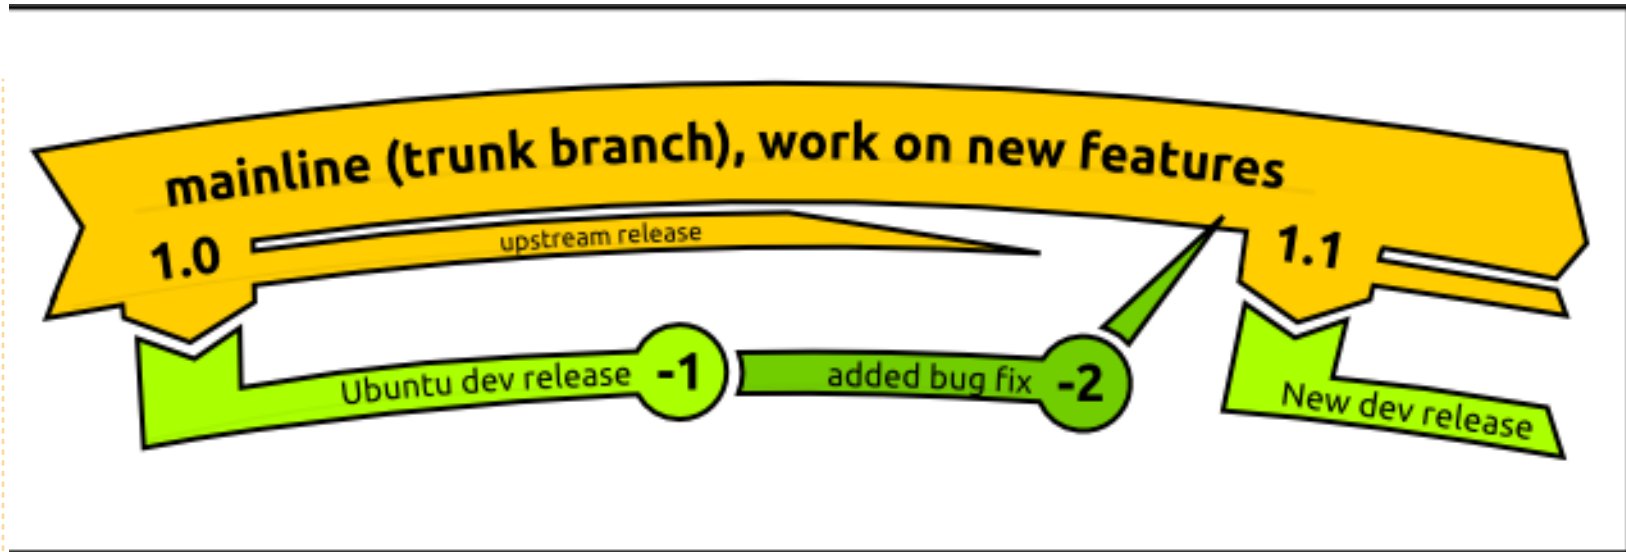 mainline (trunk branch), work on new features
1.0
upstream release
1.1
Ubuntu dev release
-1
added bug fix
-2
New dev release